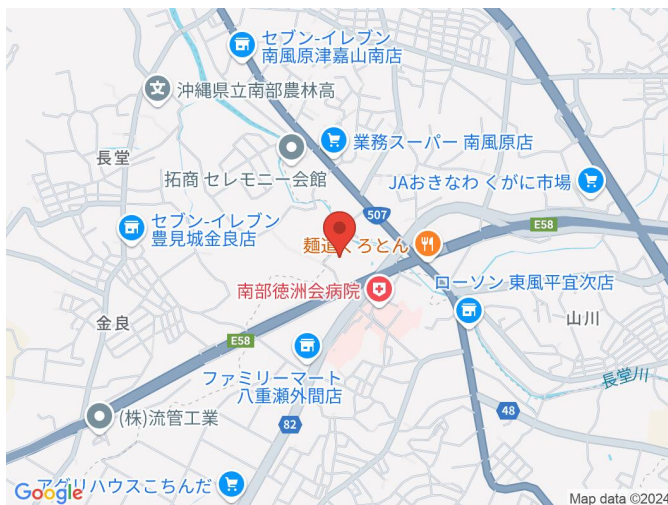 セブン-イレブン
南風原津嘉山南店
沖縄県立南部農林高
業務スーパー 南風原店
長堂
拓商 セレモニー会館
JAおきなわ くがに市場
507
E58
セブン-イレブン
豊見城金良店
麺道くろとん
南部徳洲会病院
ローソン 東風平宜次店
金良
山川
E58
ファミリーマート
八重瀬外間店
長堂川
(株)流管工業
82
48
アグリハウスこちんだ
Google
Map data ©2024